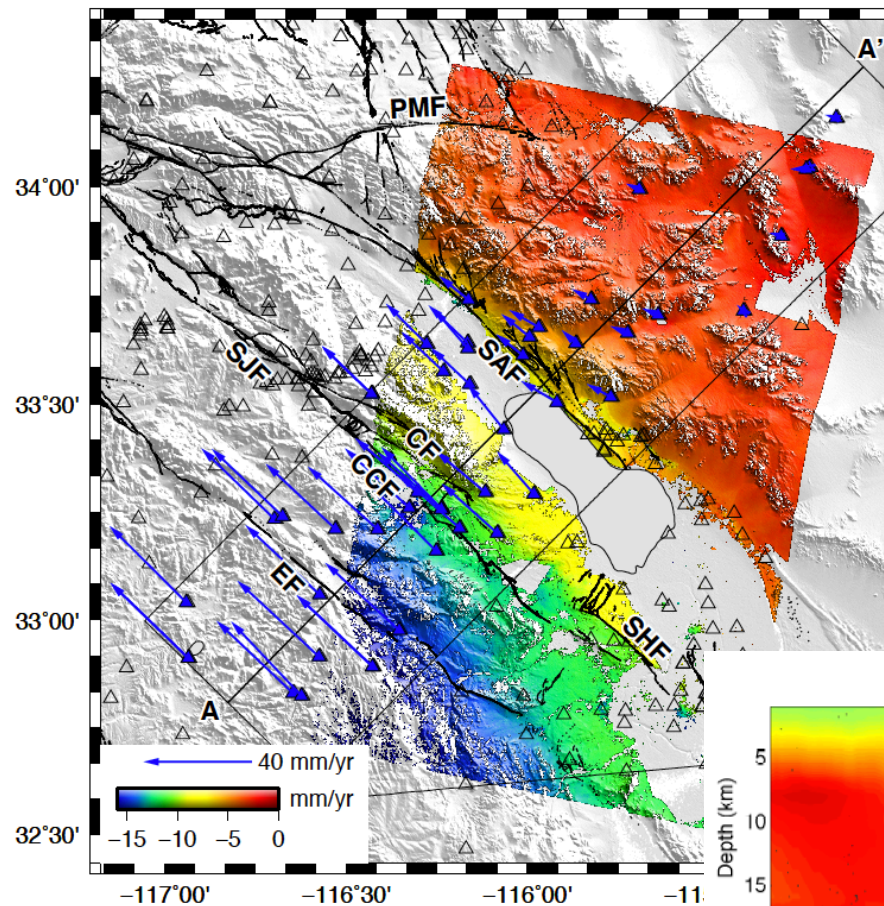 A'
PMF
34°00'
SAF
SJF
33°30'
CF
CCF
EF
33°00'
SHF
A
40 mm/yr
mm/yr
−15 −10 −5 0
32°30'
−117°00' −116°30' −116°00'
Depth (km)
5
10
15